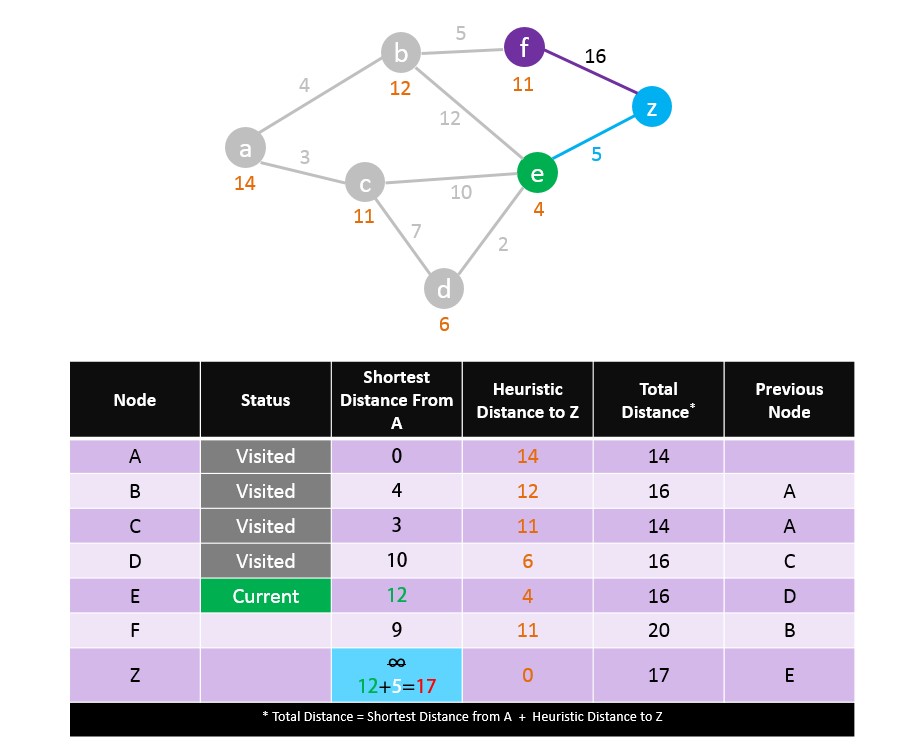 5
b
f
16
12
11
z
4
12
5
a
3
e
14
c
10
4
11
7
2
d
6
Node Status Shortest Distance From A Heuristic Distance to Z Total Distance* Previous Node
A Visited 0 14 14
B Visited 4 12 16 A
C Visited 3 11 14 A
D Visited 10 6 16 C
E Current 12 4 16 D
F 9 11 20 B
Z ∞ 12+5=17 0 17 E
* Total Distance = Shortest Distance from A + Heuristic Distance to Z